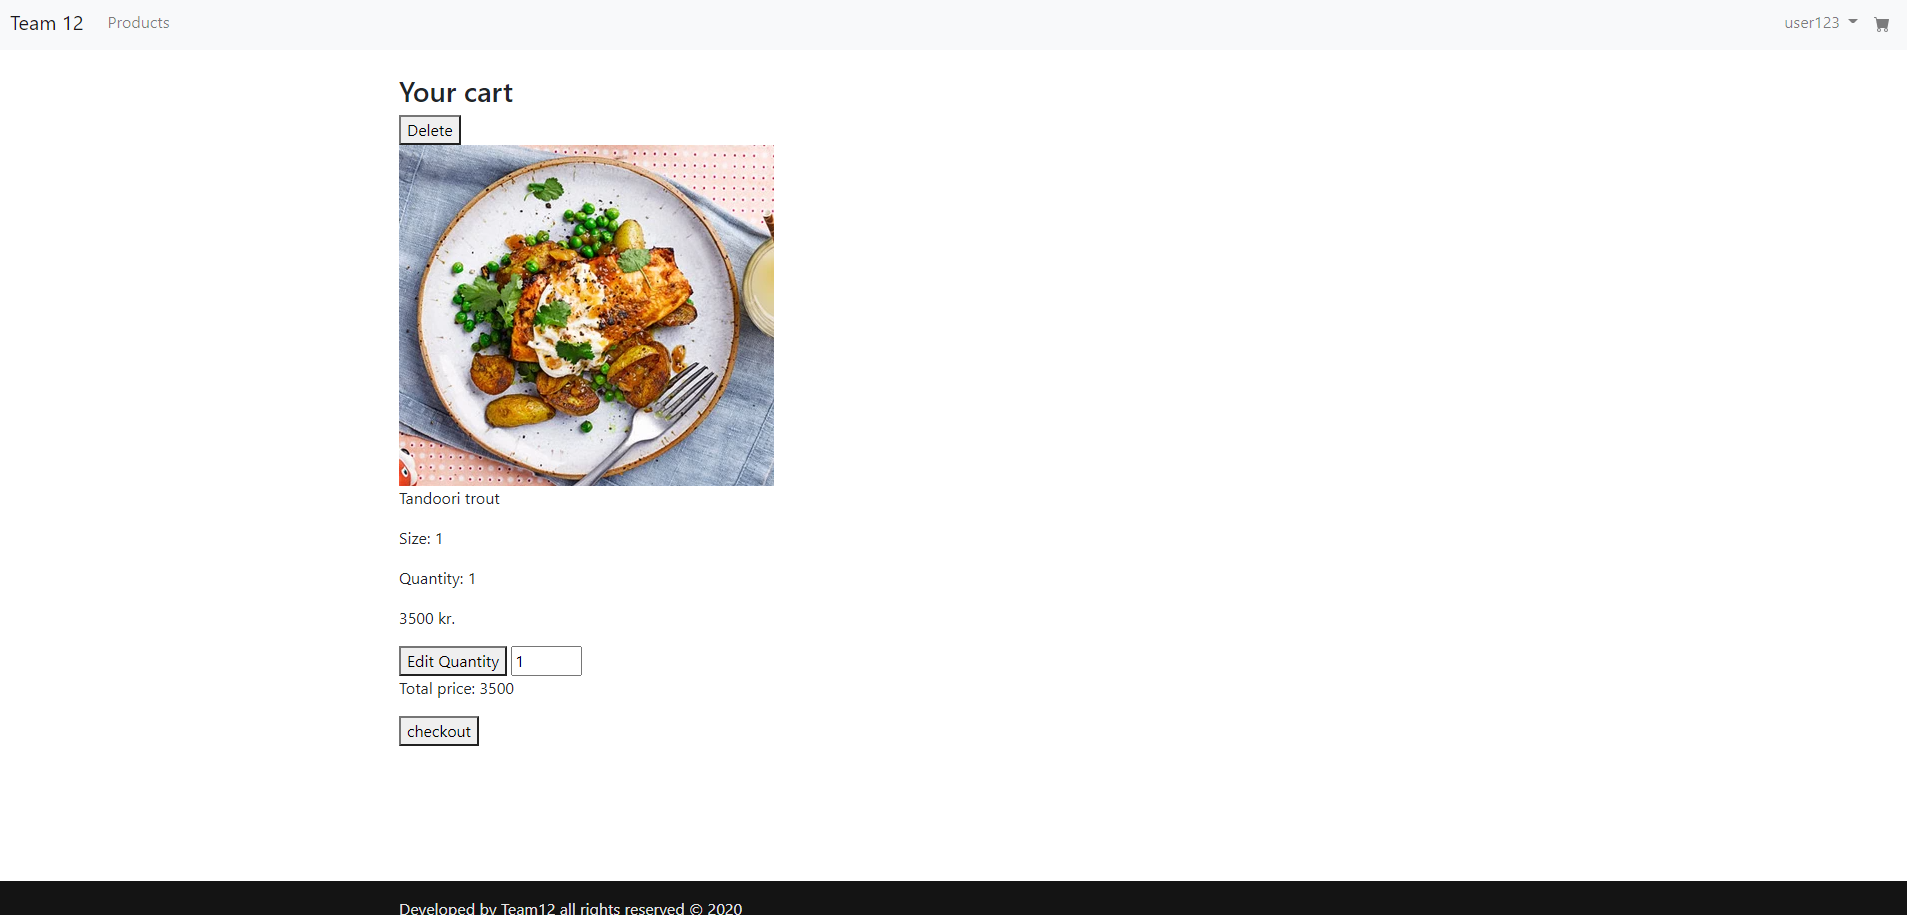 Team 12 Products user123
Your cart
Delete
Tandoori trout
Size: 1
Quantity: 1
3500 kr.
Edit Quantity 1
Total price: 3500
checkout
Developed by Team12 all rights reserved © 2020